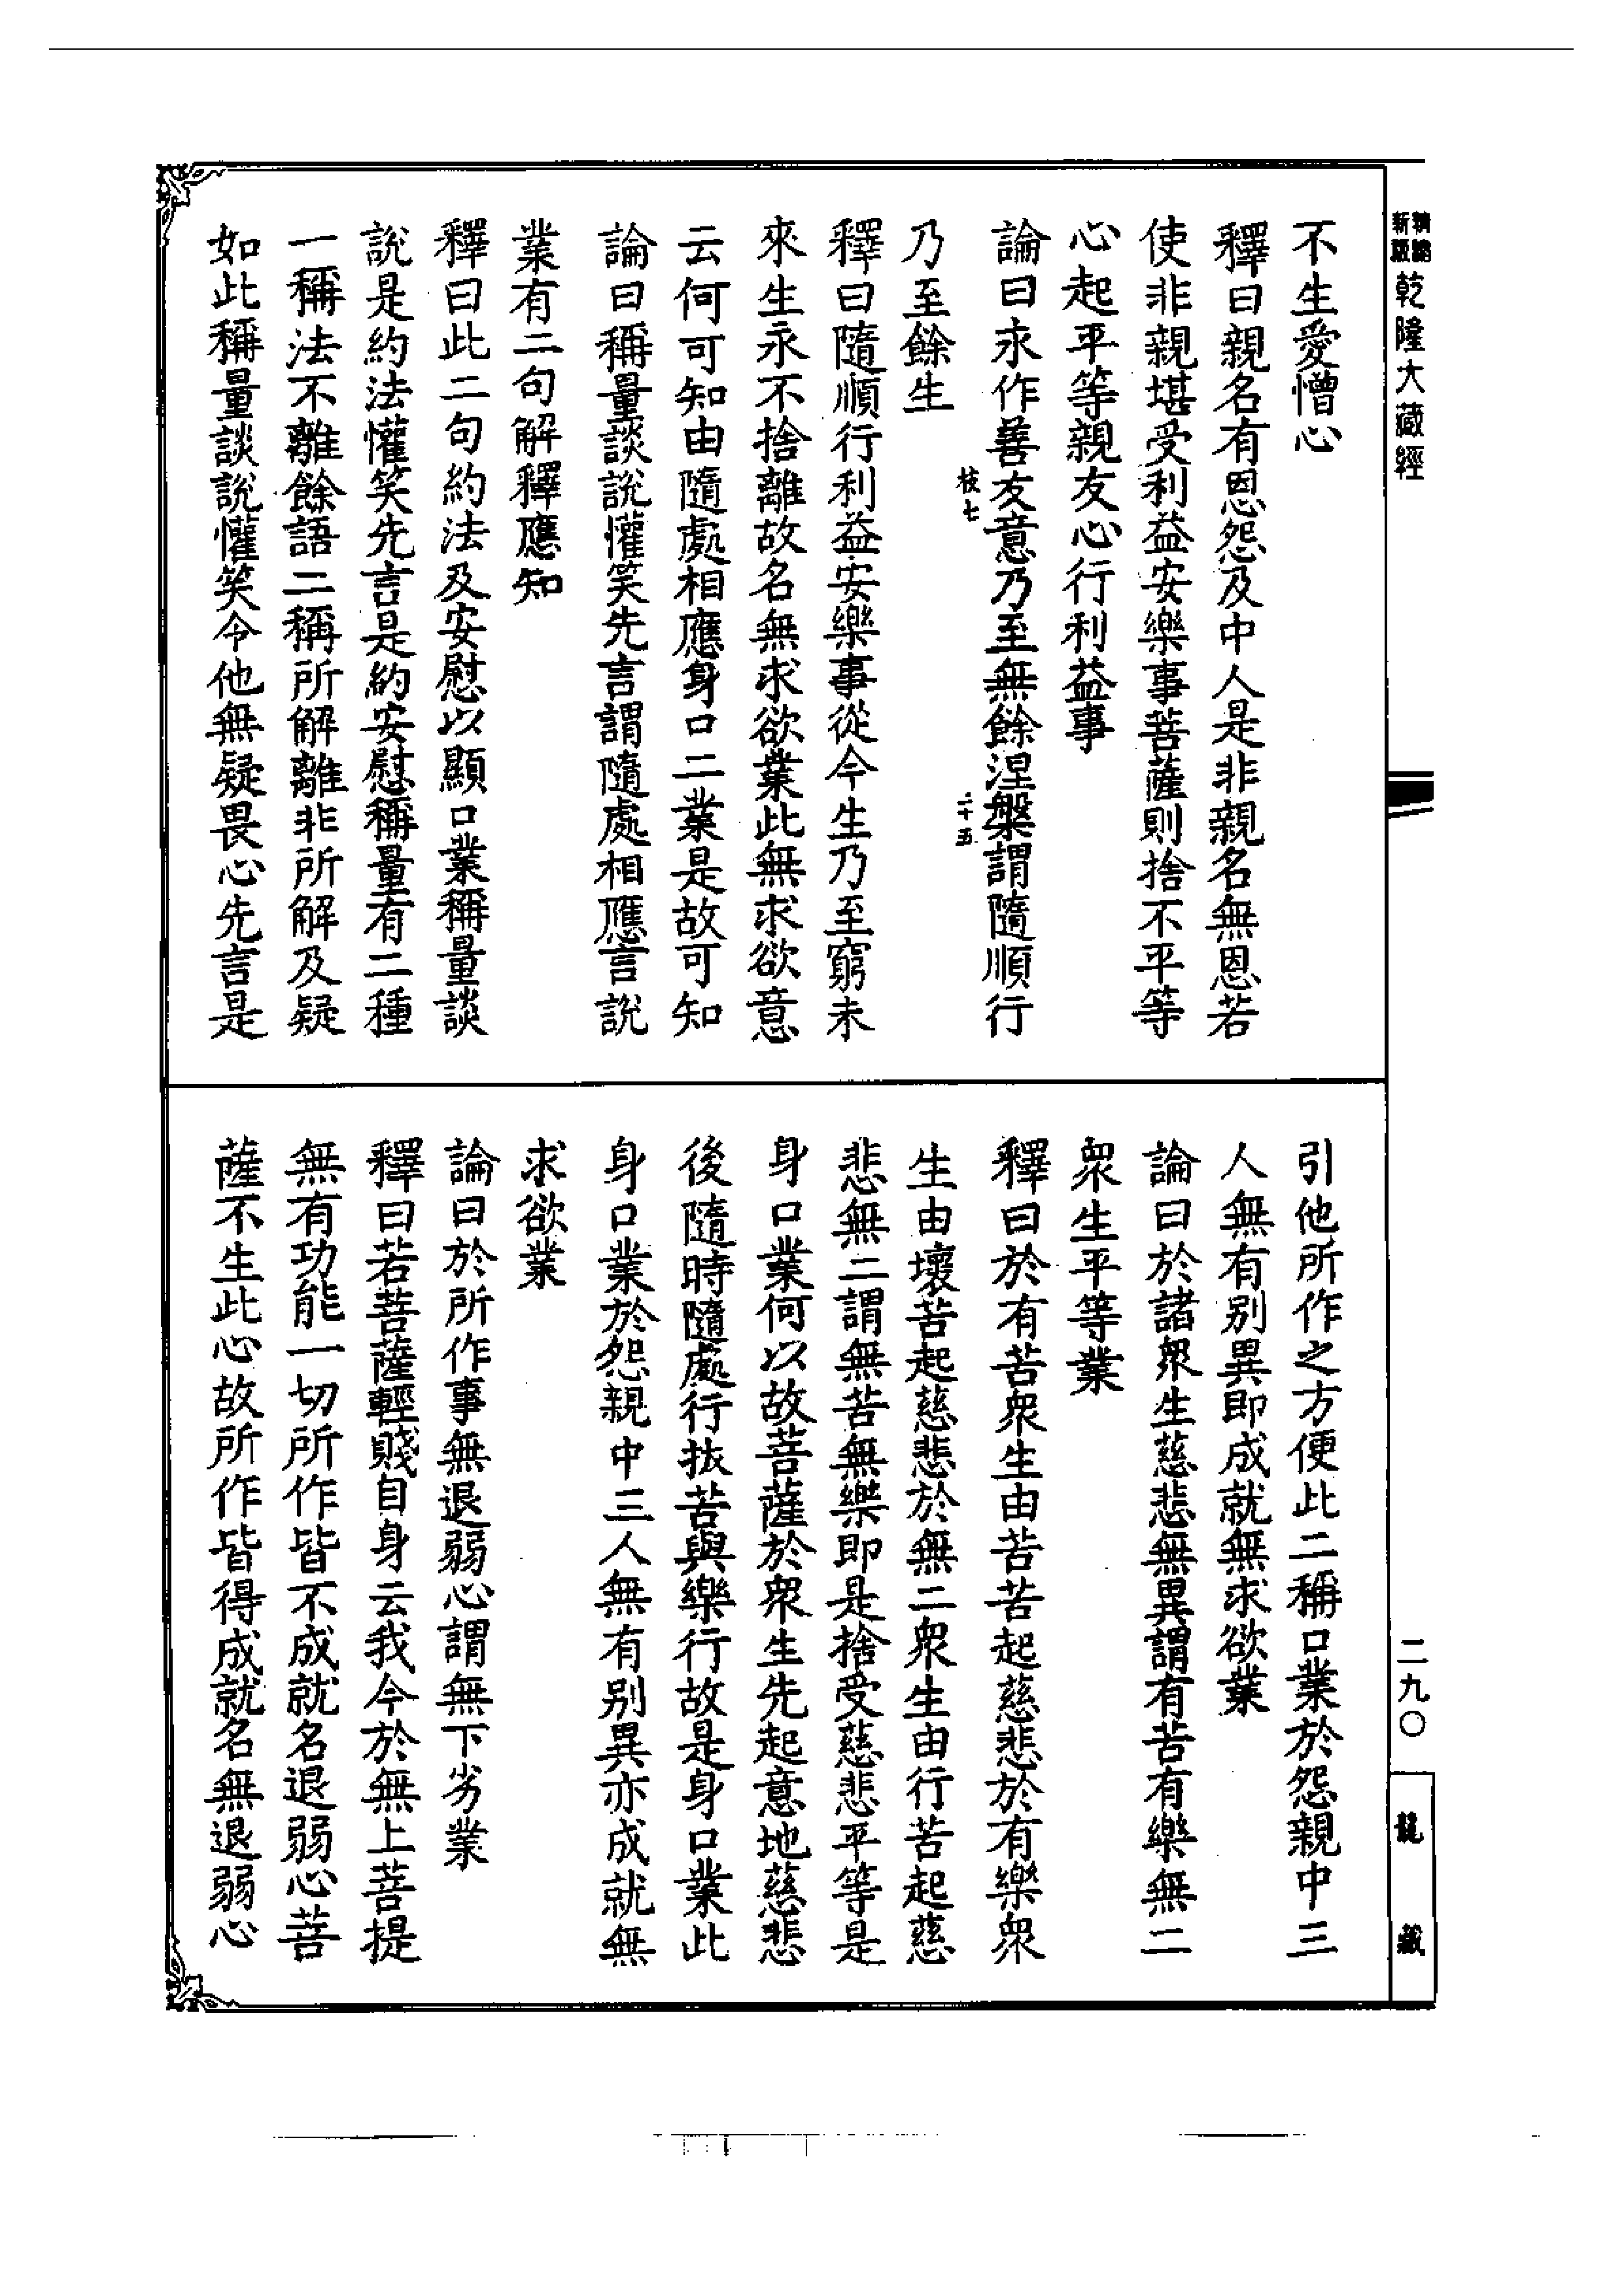 新版
精縮
乾隆大藏經
不生愛憎心
釋曰親名有恩怨及中人是非親名無恩若
使非親堪受利益安樂事菩薩則捨不平等
心起平等親友心行利益事
論曰永作善友意乃至無餘涅槃謂隨順行
枝七
二十五
乃至餘生
釋曰隨順行利益安樂事從今生乃至窮未
來生永不捨離故名無求欲業此無求欲意
云何可知由隨處相應身口二業是故可知
論曰稱量談說懽笑先言謂隨處相應言說
業有二句解釋應知
釋曰此二句約法及安慰以顯口業稱量談
說是約法懽笑先言是約安慰稱量有二種
一稱法不離餘語二稱所解離非所解及疑
如此稱量談說懽笑令他無疑畏心先言是
引他所作之方便此二稱口業於怨親中三
人無有別異即成就無求欲業
論曰於諸眾生慈悲無異謂有苦有樂無二
眾生平等業
釋曰於有苦眾生由苦苦起慈悲於有樂眾
生由壞苦起慈悲於無二眾生由行苦起慈
悲無二謂無苦無樂即是捨受慈悲平等是
身口業何以故菩薩於眾生先起意地慈悲
後隨時隨處行拔苦與樂行故是身口業此
身口業於怨親中三人無有別異亦成就無
求欲業
論曰於所作事無退弱心謂無下劣業
釋曰若菩薩輕賤自身云我今於無上菩提
無有功能一切所作皆不成就名退弱心菩
薩不生此心故所作皆得成就名無退弱心
二九〇
龍藏